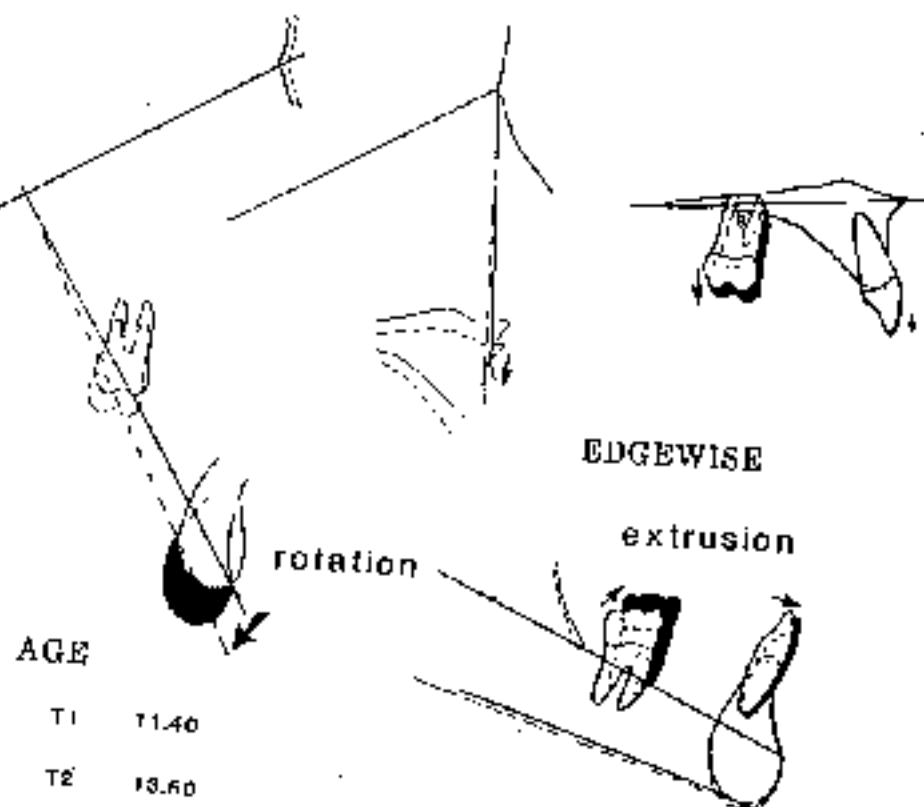 EDGEWISE
extrusion
rotation
AGE
T1 11.40
T2 13.60